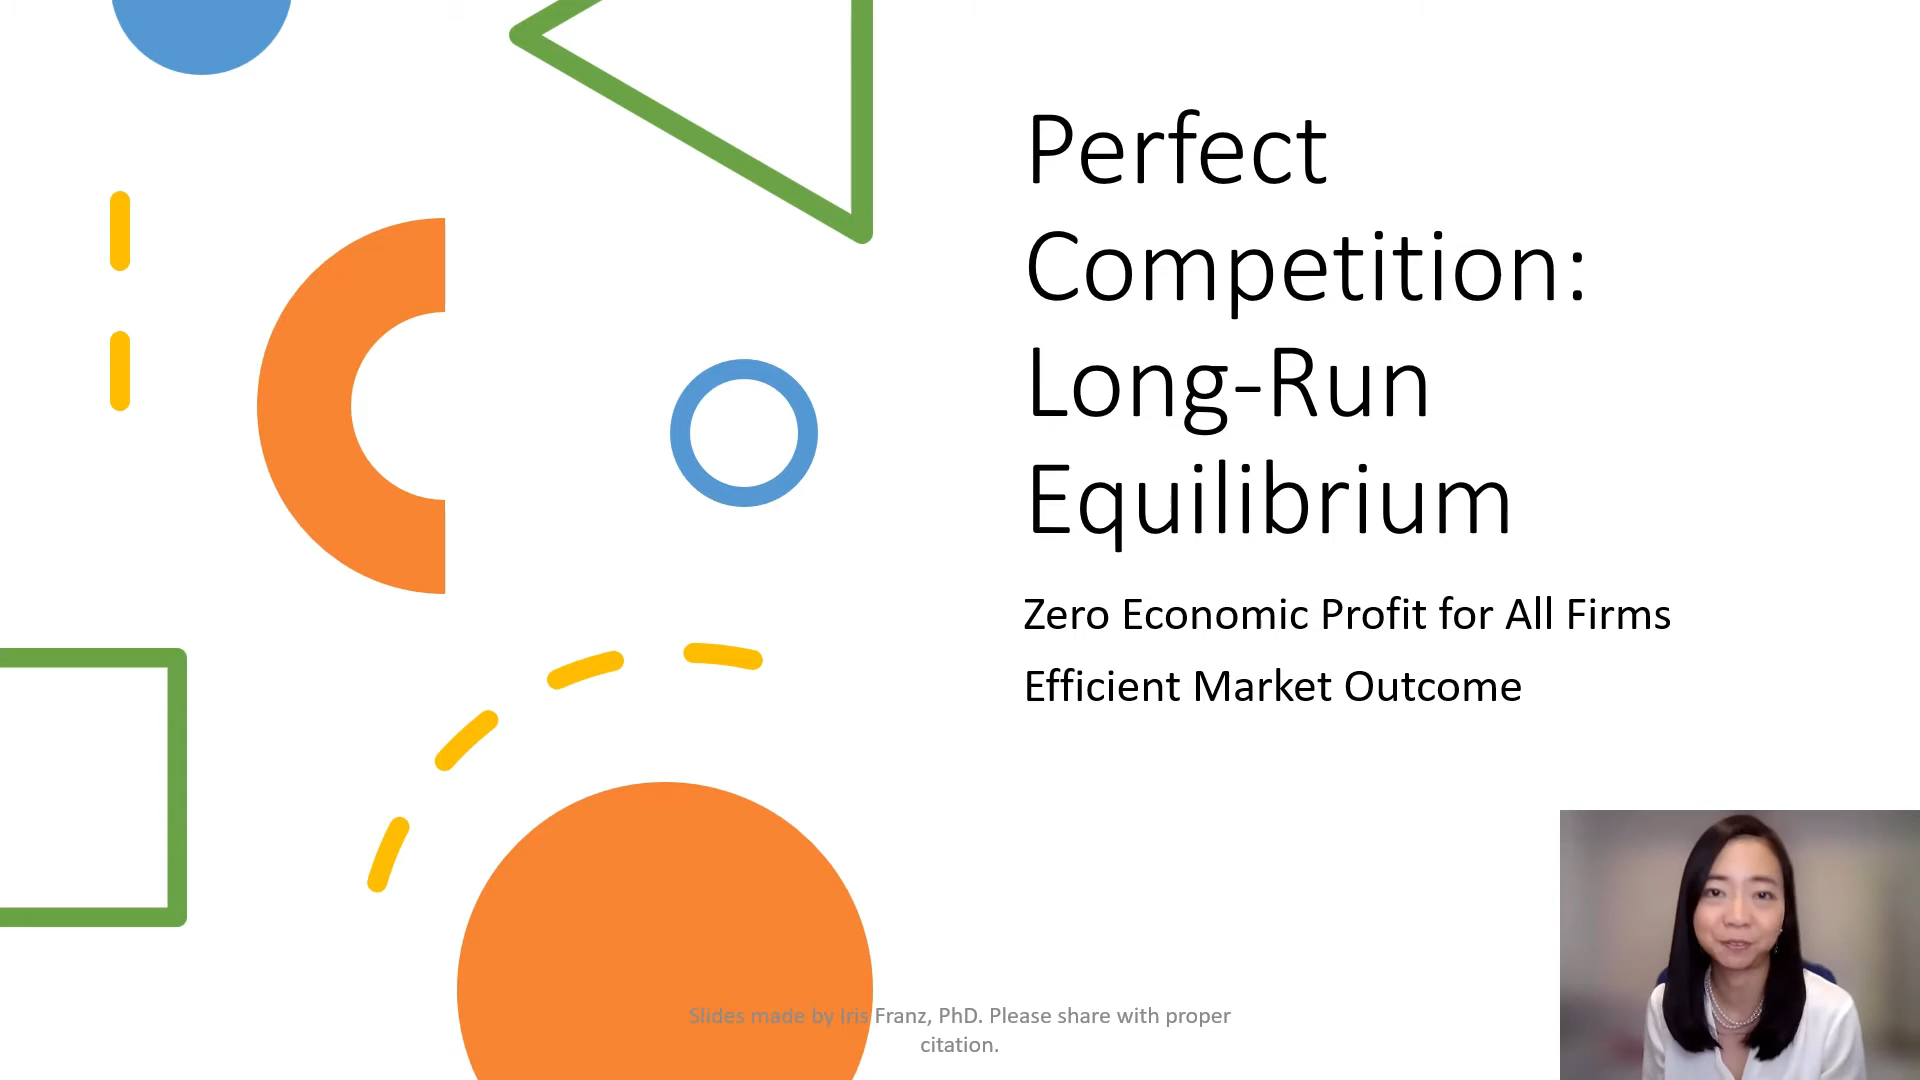 Perfect
Competition:
Long-Run
Equilibrium
Zero Economic Profit for All Firms
Efficient Market Outcome
Slides made by Iris Franz, PhD. Please share with proper
citation.